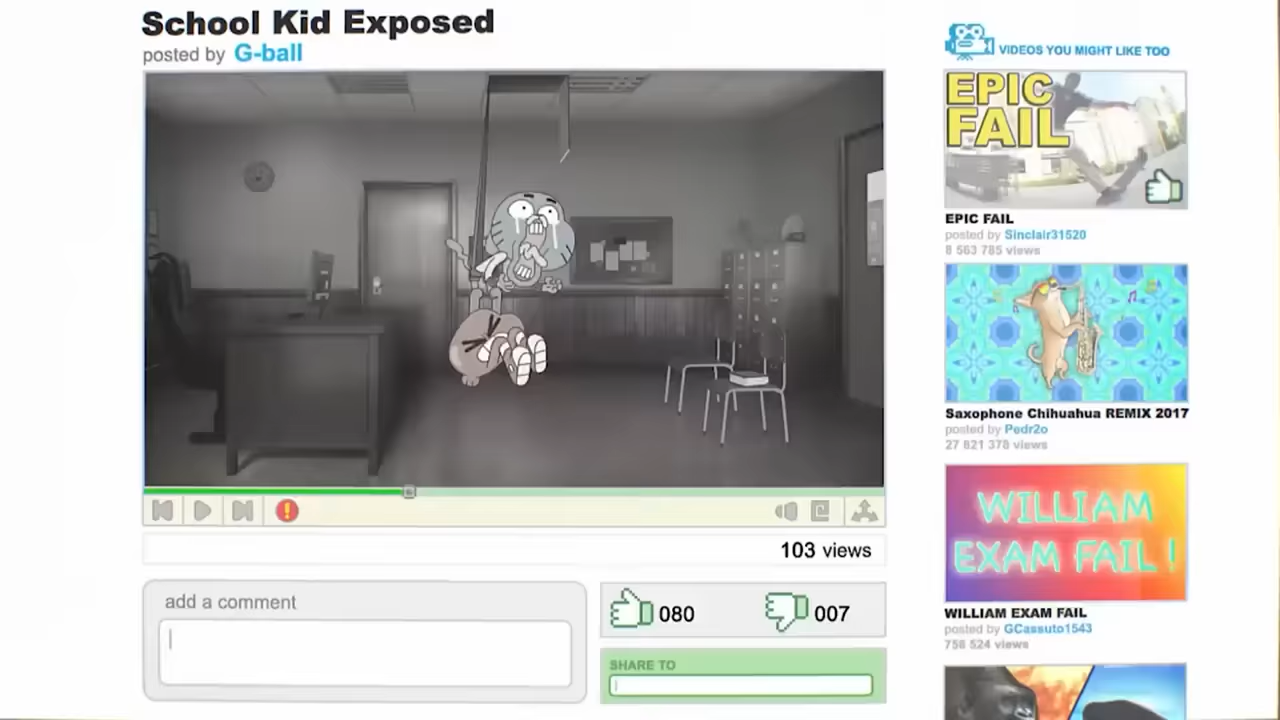 School Kid Exposed
posted by G-ball
103 views
add a comment
080
007
SHARE TO
VIDEOS YOU MIGHT LIKE TOO
EPIC
FAIL
EPIC FAIL
posted by Sinclair31520
8 563 785 views
Saxophone Chihuahua REMIX 2017
posted by Pedr2o
27 821 378 views
WILLIAM
EXAM FAIL !
WILLIAM EXAM FAIL
posted by GCassuto1543
756 524 views